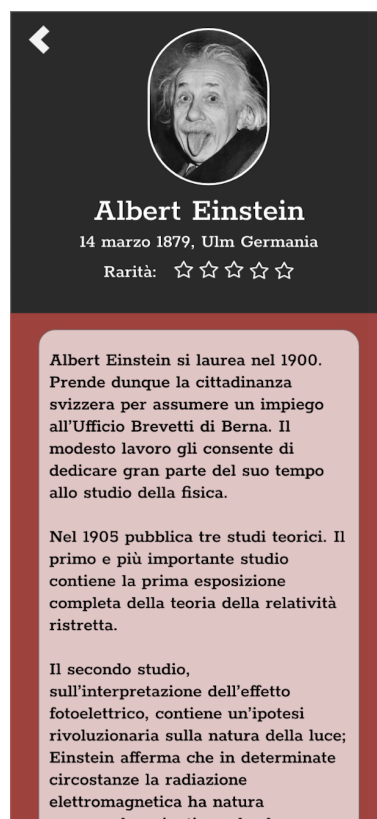 Albert Einstein
14 marzo 1879, Ulm Germania
Rarità:
Albert Einstein si laurea nel 1900.
Prende dunque la cittadinanza
svizzera per assumere un impiego
all'Ufficio Brevetti di Berna. Il
modesto lavoro gli consente di
dedicare gran parte del suo tempo
allo studio della fisica.
Nel 1905 pubblica tre studi teorici. Il
primo e più importante studio
contiene la prima esposizione
completa della teoria della relatività
ristretta.
Il secondo studio,
sull'interpretazione dell'effetto
fotoelettrico, contiene un'ipotesi
rivoluzionaria sulla natura della luce;
Einstein afferma che in determinate
circostanze la radiazione
elettromagnetica ha natura